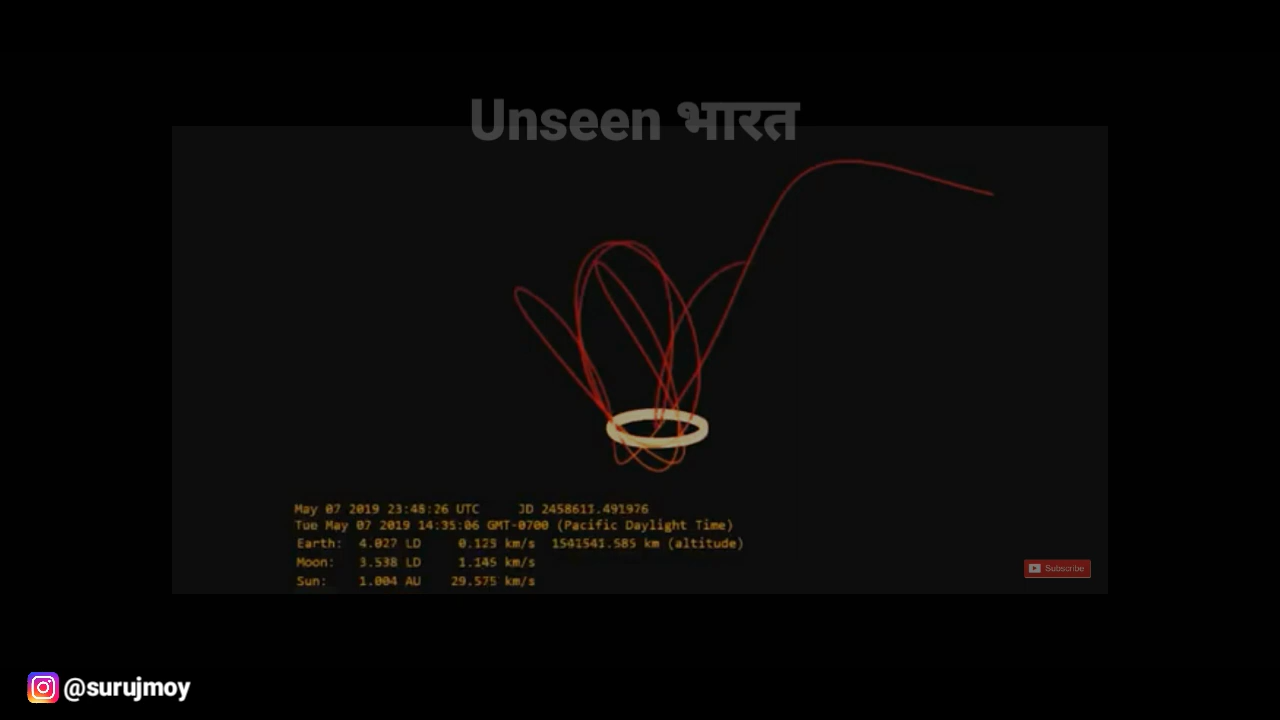 Unseen भारत
May 07 2019 23:48:26 UTC JD 2458611.491976
Tue May 07 2019 14:35:06 GMT-0700 (Pacific Daylight Time)
Earth: 4.027 LD 0.123 km/s 1541541.585 km (altitude)
Moon: 3.538 LD 1.145 km/s
Sun: 1.004 AU 29.575 km/s
Subscribe
@surujmoy